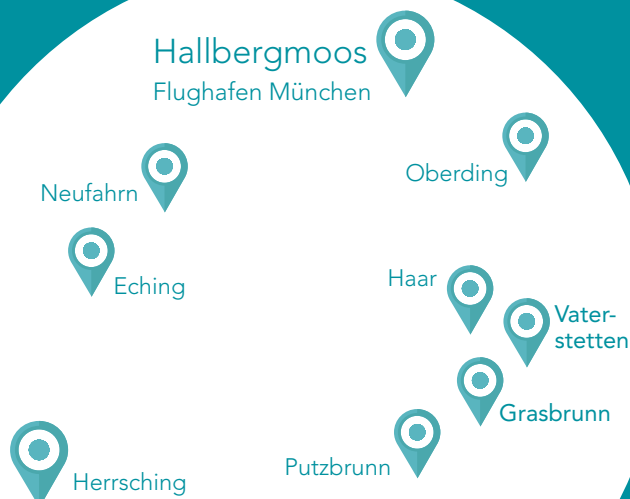 Hallbergmoos
Flughafen München
Oberding
Neufahrn
Eching
Haar
Vater-
stetten
Grasbrunn
Putzbrunn
Herrsching